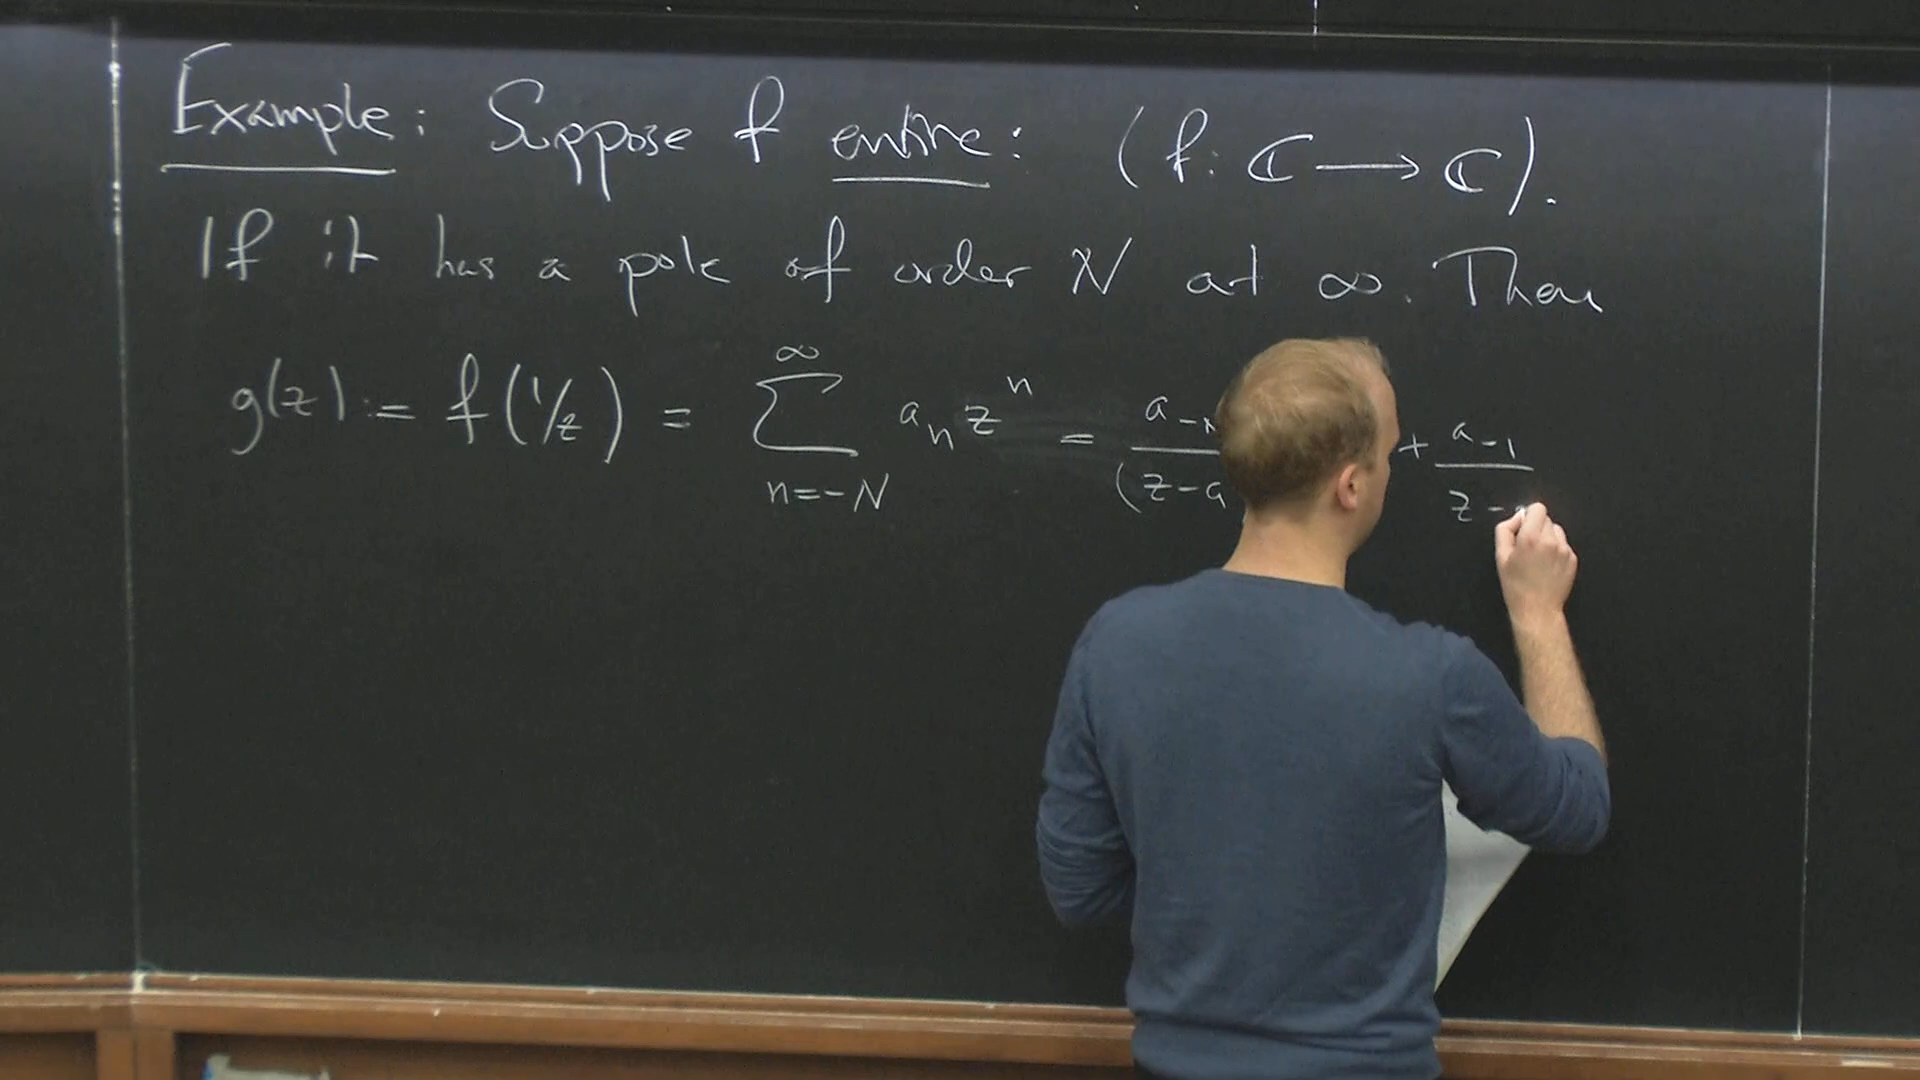 Example: Suppose f entire: (f: ℂ ⟶ ℂ).
If it has a pole of order N at ∞. Then
g(z) := f(1/z) = ∑_{n=-N}^{∞} a_n z^n = a_-N/(z-a + a_-1/z-